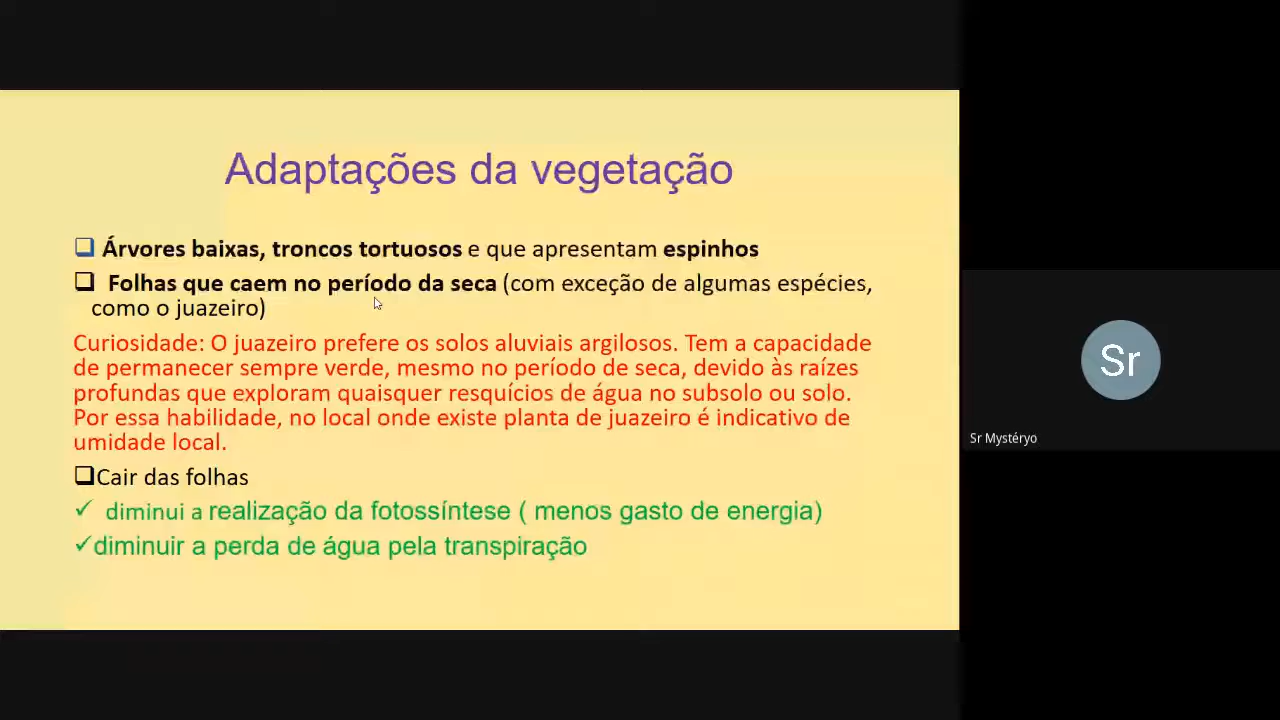 Adaptações da vegetação
Árvores baixas, troncos tortuosos e que apresentam espinhos
Folhas que caem no período da seca (com exceção de algumas espécies,
como o juazeiro)
Curiosidade: O juazeiro prefere os solos aluviais argilosos. Tem a capacidade
de permanecer sempre verde, mesmo no período de seca, devido às raízes
profundas que exploram quaisquer resquícios de água no subsolo ou solo.
Por essa habilidade, no local onde existe planta de juazeiro é indicativo de
umidade local.
Cair das folhas
diminui a realização da fotossíntese ( menos gasto de energia)
diminuir a perda de água pela transpiração
Sr
Sr Mystéryo